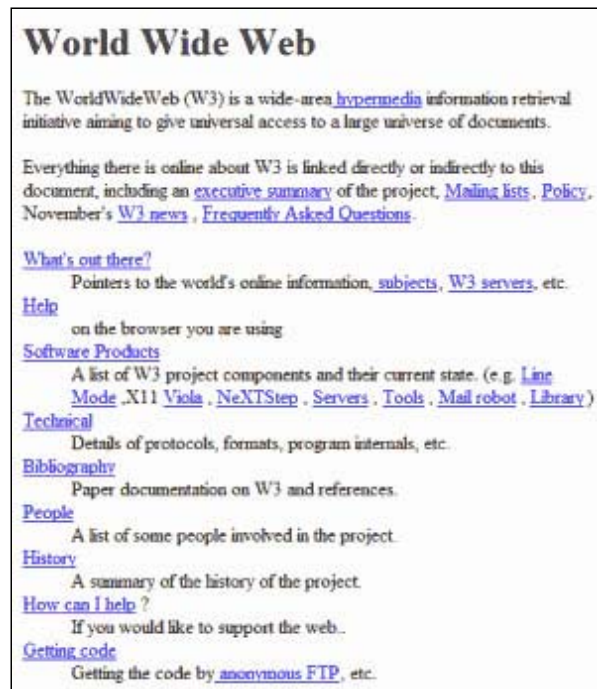 World Wide Web
The WorldWideWeb (W3) is a wide-area hypermedia information retrieval
initiative aiming to give universal access to a large universe of documents.
Everything there is online about W3 is linked directly or indirectly to this
document, including an executive summary of the project, Mailing lists , Policy,
November's W3 news , Frequently Asked Questions.
What's out there?
Pointers to the world's online information, subjects, W3 servers, etc.
Help
on the browser you are using
Software Products
A list of W3 project components and their current state. (e.g. Line
Mode ,X11 Viola , NeXTStep , Servers , Tools , Mail robot , Library )
Technical
Details of protocols, formats, program internals, etc.
Bibliography
Paper documentation on W3 and references.
People
A list of some people involved in the project.
History
A summary of the history of the project.
How can I help ?
If you would like to support the web..
Getting code
Getting the code by anonymous FTP, etc.